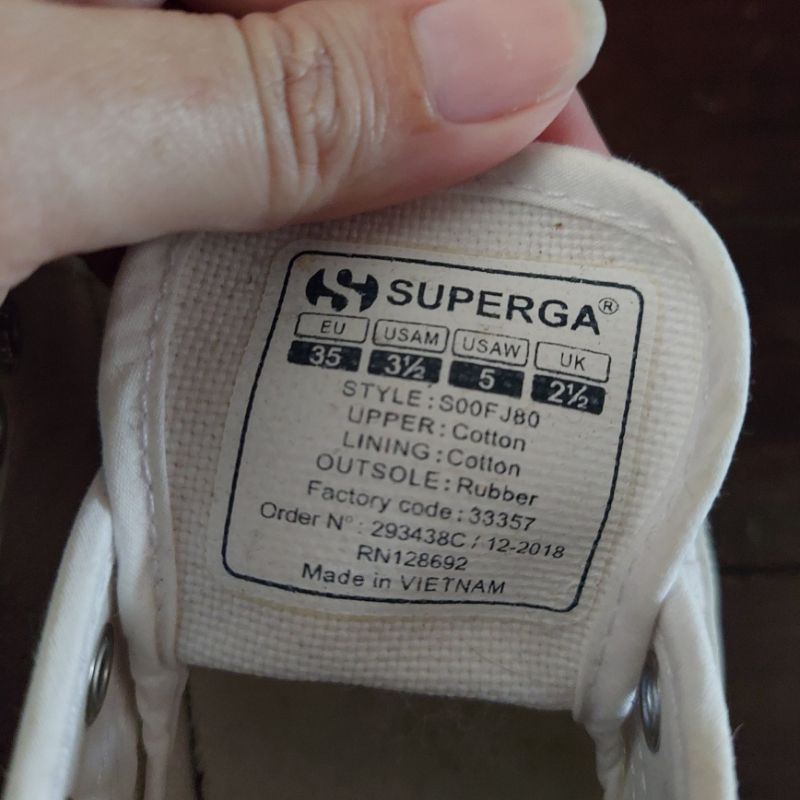 SUPERGA®
EU USAM USAW UK
35 3½ 5 2½
STYLE : S00FJ80
UPPER : Cotton
LINING : Cotton
OUTSOLE : Rubber
Factory code : 33357
Order N° : 293438C / 12-2018
RN128692
Made in VIETNAM